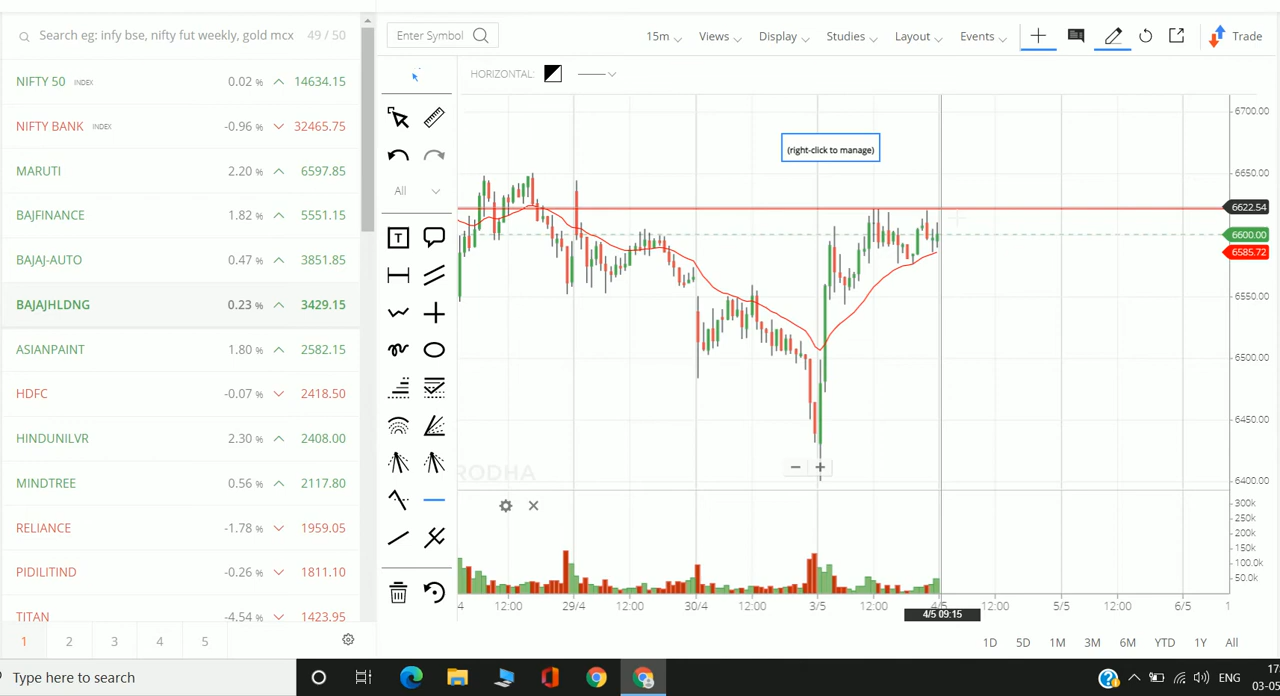 Search eg: infy bse, nifty fut weekly, gold mcx 49 / 50
NIFTY 50 INDEX 0.02 % 14634.15
NIFTY BANK INDEX -0.96 % 32465.75
MARUTI 2.20 % 6597.85
BAJFINANCE 1.82 % 5551.15
BAJAJ-AUTO 0.47 % 3851.85
BAJAJHLDNG 0.23 % 3429.15
ASIANPAINT 1.80 % 2582.15
HDFC -0.07 % 2418.50
HINDUNILVR 2.30 % 2408.00
MINDTREE 0.56 % 2117.80
RELIANCE -1.78 % 1959.05
PIDILITIND -0.26 % 1811.10
TITAN -4.54 % 1423.95
1 2 3 4 5
Enter Symbol 15m Views Display Studies Layout Events Trade
HORIZONTAL:
All
T
(right-click to manage)
6700.00
6650.00
6622.54
6600.00
6585.72
6550.00
6500.00
6450.00
6400.00
RODHA
300k
250k
200k
150k
100k
50.0k
4 12:00 29/4 12:00 30/4 12:00 3/5 12:00 4/5 12:00 5/5 12:00 6/5 1
4/5 09:15
1D 5D 1M 3M 6M YTD 1Y All
Type here to search ENG 17
03-05